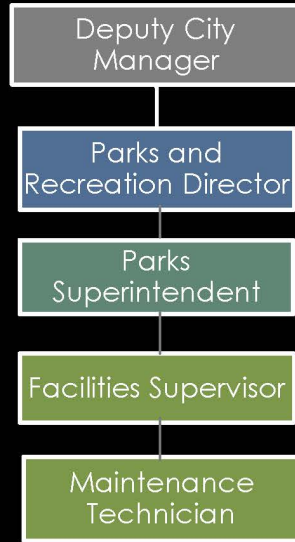 Deputy City
Manager
Parks and
Recreation Director
Parks
Superintendent
Facilities Supervisor
Maintenance
Technician